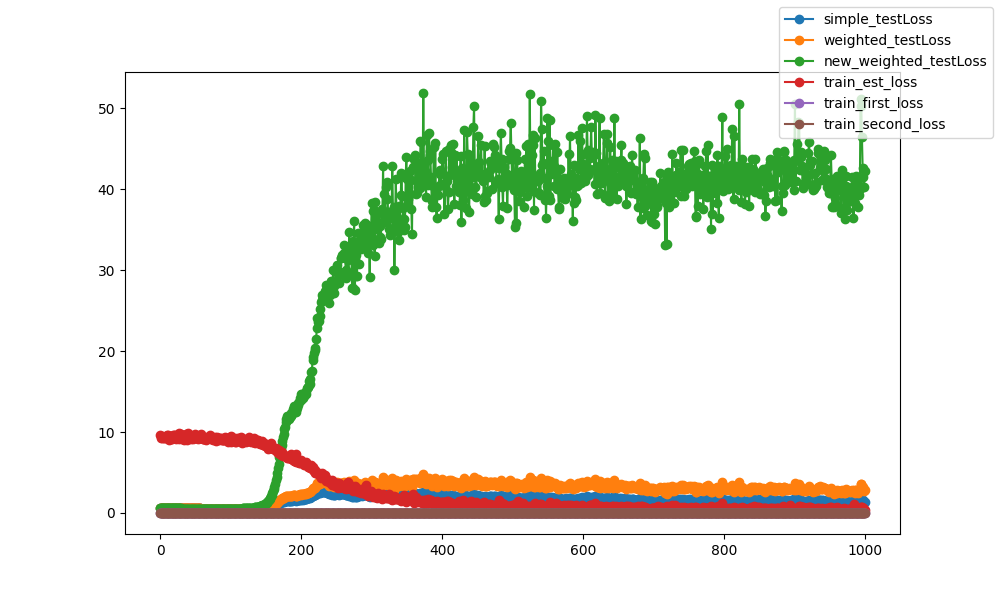 simple_testLoss
weighted_testLoss
new_weighted_testLoss
train_est_loss
train_first_loss
train_second_loss
50
40
30
20
10
0
0 200 400 600 800 1000